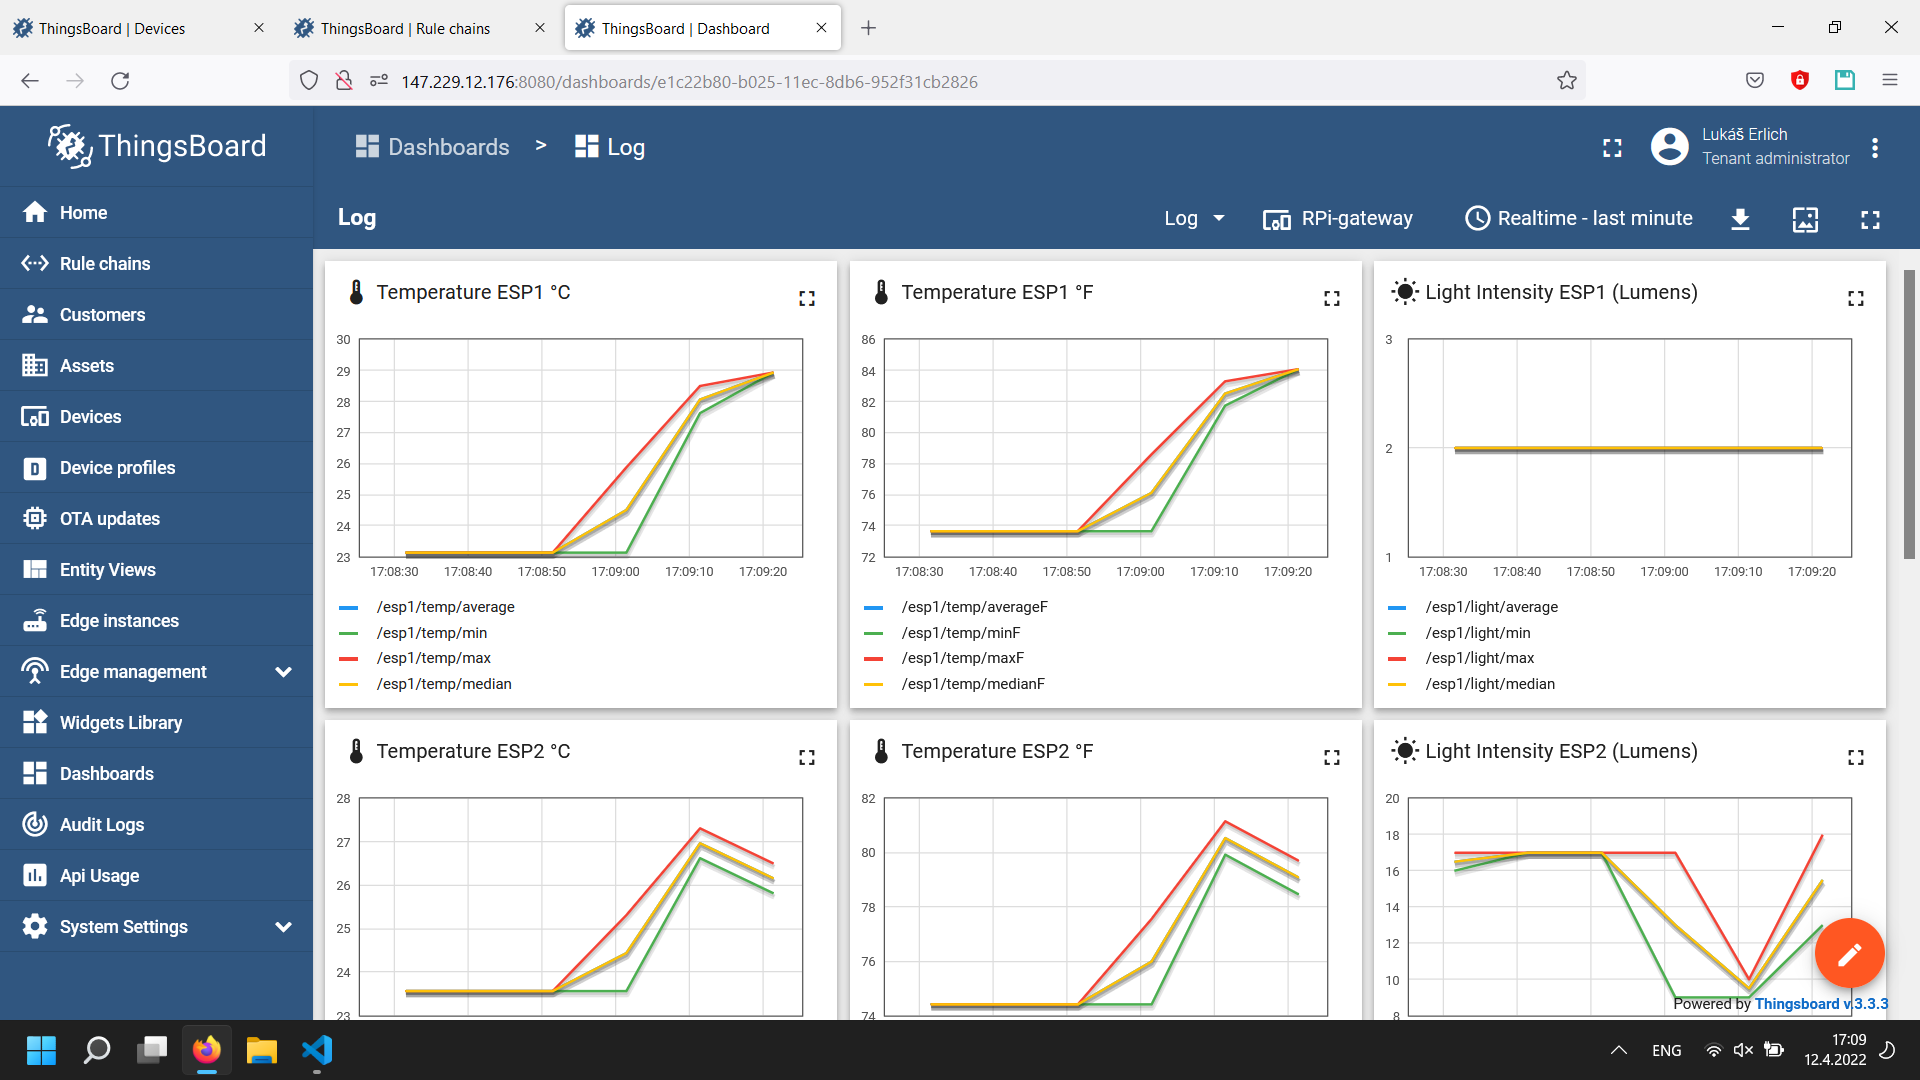 ThingsBoard | Devices
ThingsBoard | Rule chains
ThingsBoard | Dashboard
147.229.12.176:8080/dashboards/e1c22b80-b025-11ec-8db6-952f31cb2826
ThingsBoard
Dashboards > Log
Lukáš Erlich
Tenant administrator
Log
Log
RPi-gateway
Realtime - last minute
Home
Rule chains
Customers
Assets
Devices
Device profiles
OTA updates
Entity Views
Edge instances
Edge management
Widgets Library
Dashboards
Audit Logs
Api Usage
System Settings
Temperature ESP1 °C
30
29
28
27
26
25
24
23
17:08:30 17:08:40 17:08:50 17:09:00 17:09:10 17:09:20
/esp1/temp/average
/esp1/temp/min
/esp1/temp/max
/esp1/temp/median
Temperature ESP1 °F
86
84
82
80
78
76
74
72
17:08:30 17:08:40 17:08:50 17:09:00 17:09:10 17:09:20
/esp1/temp/averageF
/esp1/temp/minF
/esp1/temp/maxF
/esp1/temp/medianF
Light Intensity ESP1 (Lumens)
3
2
1
17:08:30 17:08:40 17:08:50 17:09:00 17:09:10 17:09:20
/esp1/light/average
/esp1/light/min
/esp1/light/max
/esp1/light/median
Temperature ESP2 °C
28
27
26
25
24
23
Temperature ESP2 °F
82
80
78
76
74
Light Intensity ESP2 (Lumens)
20
18
16
14
12
10
8
Powered by Thingsboard v.3.3.3
ENG
17:09
12.4.2022